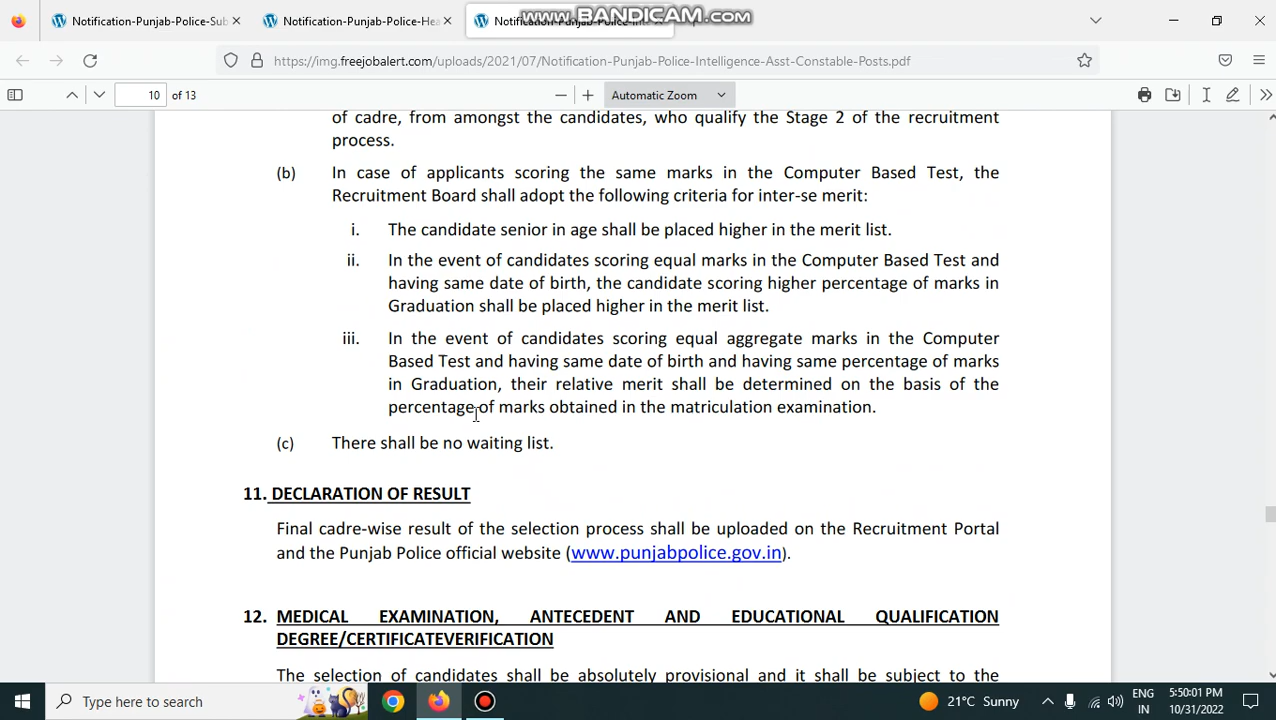 Notification-Punjab-Police-Sub
Notification-Punjab-Police-Hea
Notification-Punjab-Police-In
www.BANDICAM.com
https://img.freejobalert.com/uploads/2021/07/Notification-Punjab-Police-Intelligence-Asst-Constable-Posts.pdf
10 of 13
Automatic Zoom
of cadre, from amongst the candidates, who qualify the Stage 2 of the recruitment
process.
(b) In case of applicants scoring the same marks in the Computer Based Test, the
Recruitment Board shall adopt the following criteria for inter-se merit:
i. The candidate senior in age shall be placed higher in the merit list.
ii. In the event of candidates scoring equal marks in the Computer Based Test and
having same date of birth, the candidate scoring higher percentage of marks in
Graduation shall be placed higher in the merit list.
iii. In the event of candidates scoring equal aggregate marks in the Computer
Based Test and having same date of birth and having same percentage of marks
in Graduation, their relative merit shall be determined on the basis of the
percentage of marks obtained in the matriculation examination.
(c) There shall be no waiting list.
11. DECLARATION OF RESULT
Final cadre-wise result of the selection process shall be uploaded on the Recruitment Portal
and the Punjab Police official website (www.punjabpolice.gov.in).
12. MEDICAL EXAMINATION, ANTECEDENT AND EDUCATIONAL QUALIFICATION
DEGREE/CERTIFICATEVERIFICATION
The selection of candidates shall be absolutely provisional and it shall be subject to the
Type here to search
21°C Sunny
ENG
IN
5:50:01 PM
10/31/2022